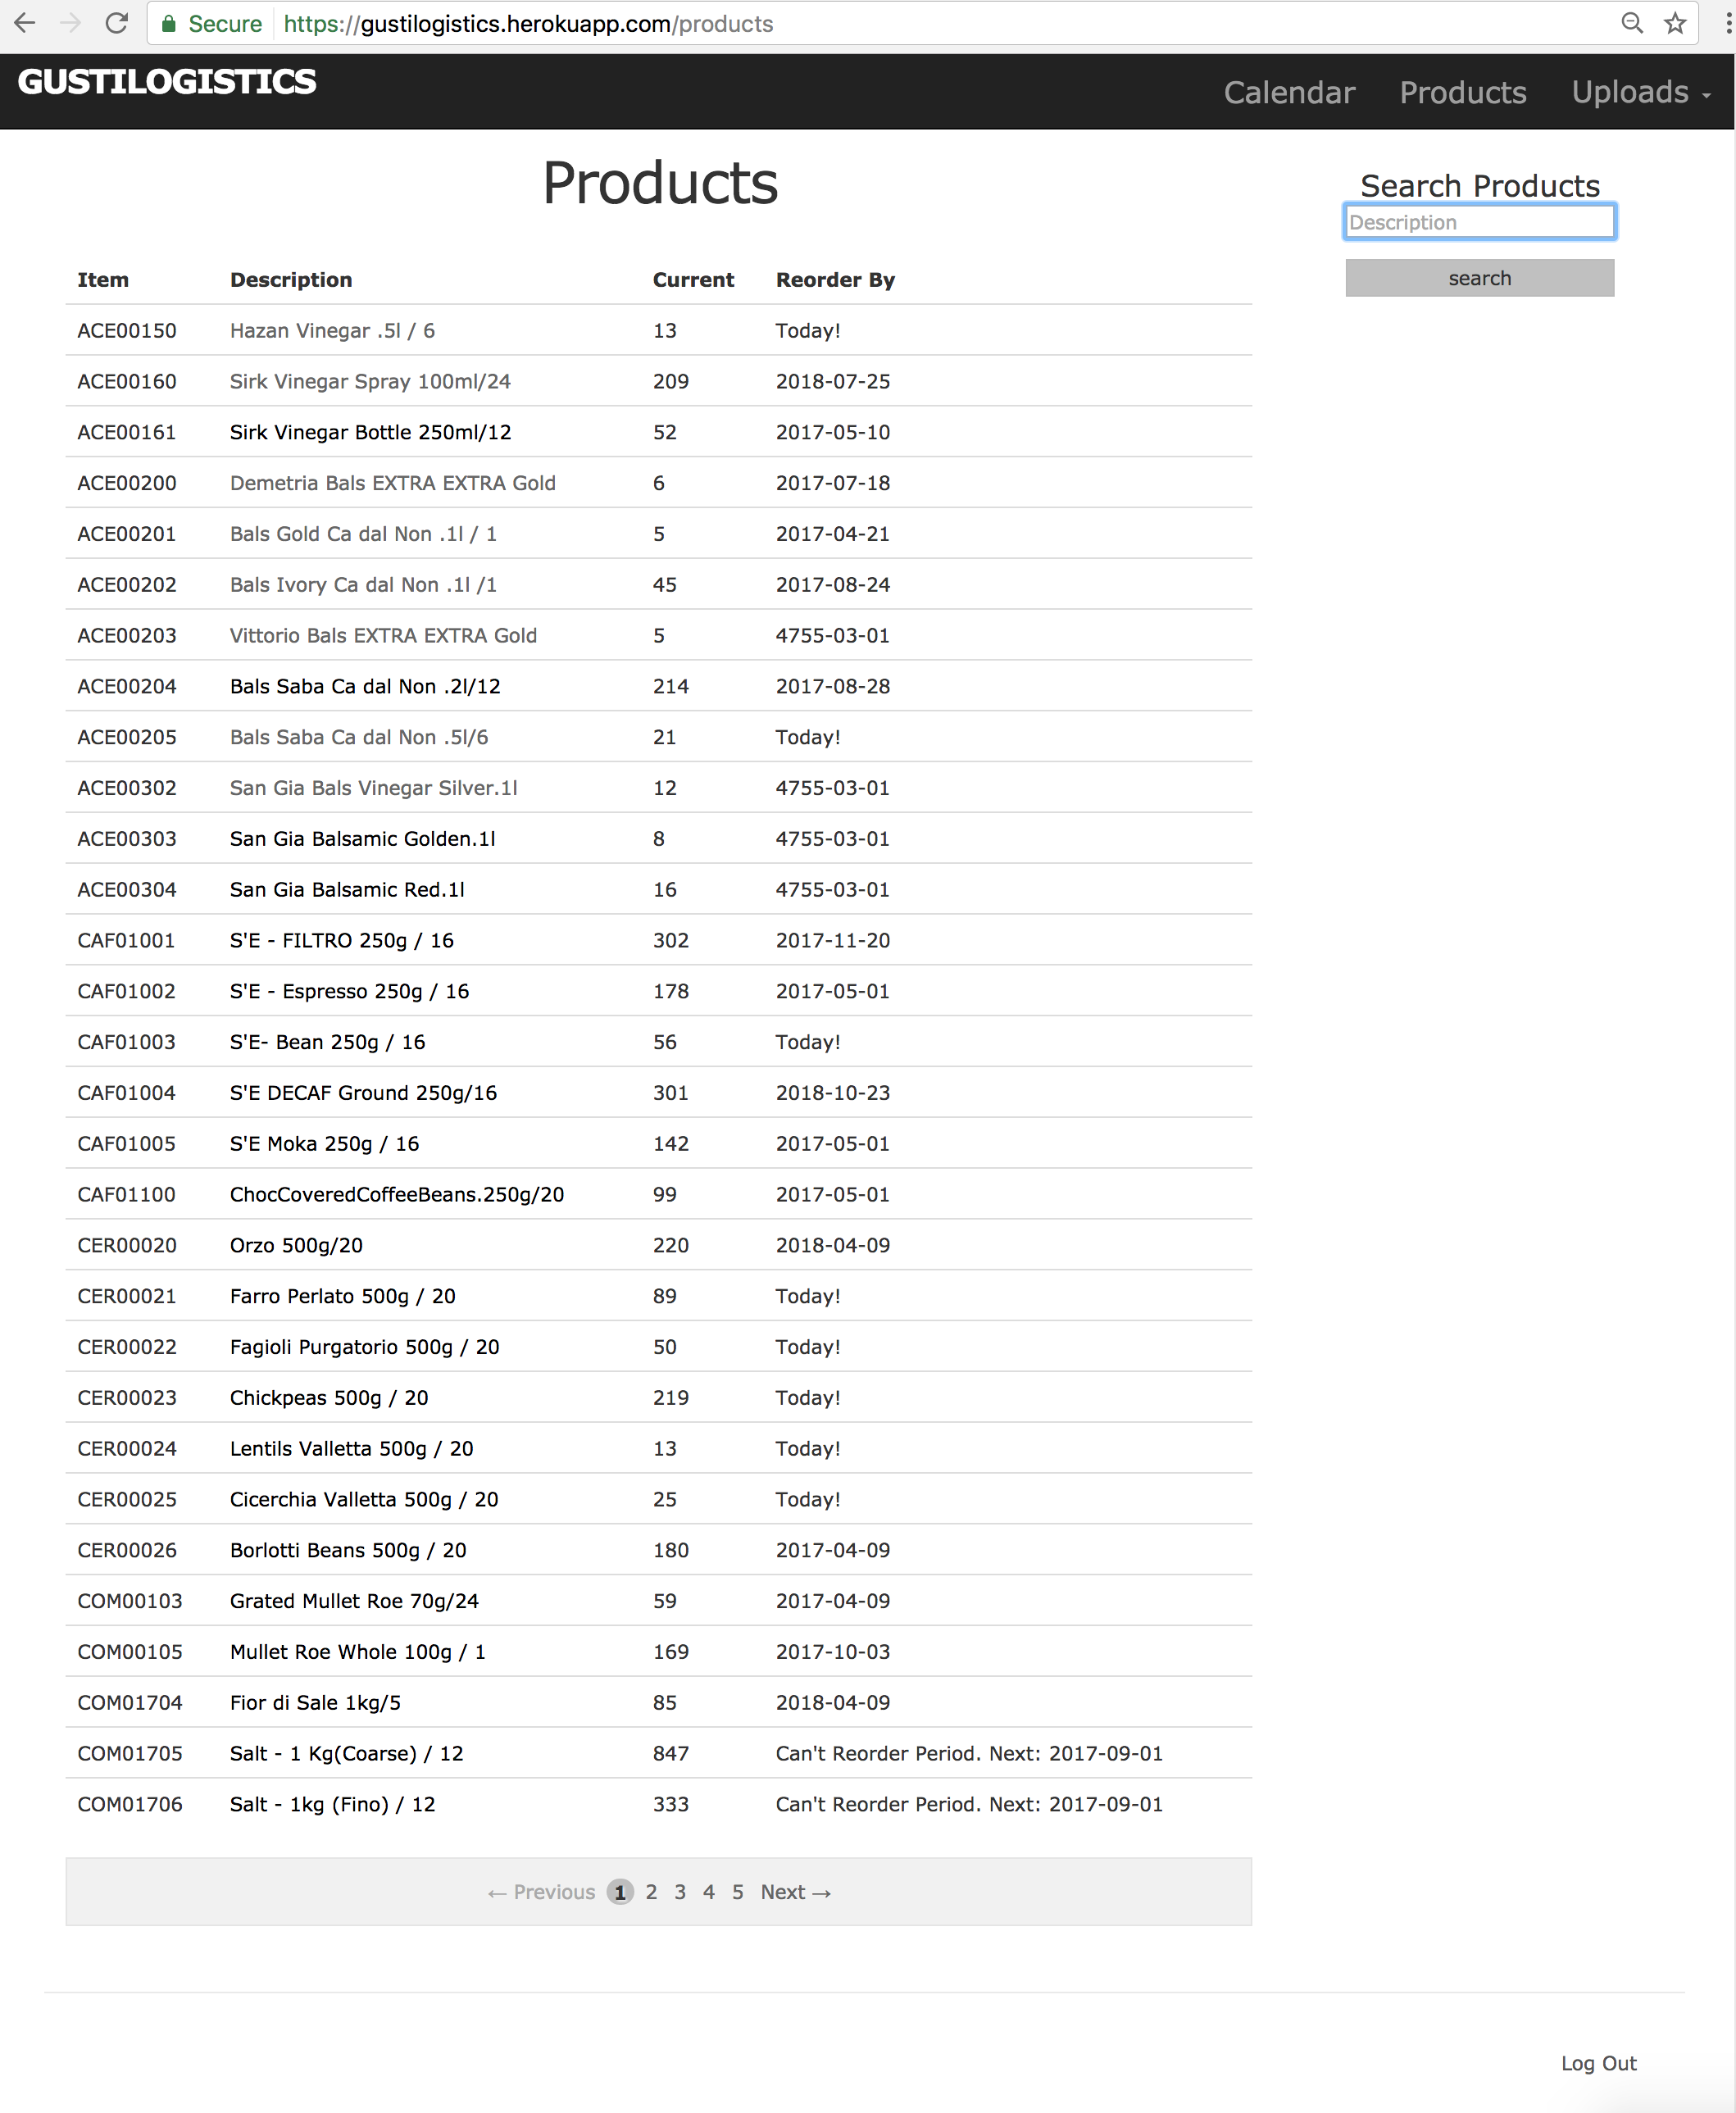 Secure https://gustilogistics.herokuapp.com/products
GUSTILOGISTICS Calendar Products Uploads
Products
Search Products
Description
search
Item Description Current Reorder By
ACE00150 Hazan Vinegar .5l / 6 13 Today!
ACE00160 Sirk Vinegar Spray 100ml/24 209 2018-07-25
ACE00161 Sirk Vinegar Bottle 250ml/12 52 2017-05-10
ACE00200 Demetria Bals EXTRA EXTRA Gold 6 2017-07-18
ACE00201 Bals Gold Ca dal Non .1l / 1 5 2017-04-21
ACE00202 Bals Ivory Ca dal Non .1l /1 45 2017-08-24
ACE00203 Vittorio Bals EXTRA EXTRA Gold 5 4755-03-01
ACE00204 Bals Saba Ca dal Non .2l/12 214 2017-08-28
ACE00205 Bals Saba Ca dal Non .5l/6 21 Today!
ACE00302 San Gia Bals Vinegar Silver.1l 12 4755-03-01
ACE00303 San Gia Balsamic Golden.1l 8 4755-03-01
ACE00304 San Gia Balsamic Red.1l 16 4755-03-01
CAF01001 S'E - FILTRO 250g / 16 302 2017-11-20
CAF01002 S'E - Espresso 250g / 16 178 2017-05-01
CAF01003 S'E- Bean 250g / 16 56 Today!
CAF01004 S'E DECAF Ground 250g/16 301 2018-10-23
CAF01005 S'E Moka 250g / 16 142 2017-05-01
CAF01100 ChocCoveredCoffeeBeans.250g/20 99 2017-05-01
CER00020 Orzo 500g/20 220 2018-04-09
CER00021 Farro Perlato 500g / 20 89 Today!
CER00022 Fagioli Purgatorio 500g / 20 50 Today!
CER00023 Chickpeas 500g / 20 219 Today!
CER00024 Lentils Valletta 500g / 20 13 Today!
CER00025 Cicerchia Valletta 500g / 20 25 Today!
CER00026 Borlotti Beans 500g / 20 180 2017-04-09
COM00103 Grated Mullet Roe 70g/24 59 2017-04-09
COM00105 Mullet Roe Whole 100g / 1 169 2017-10-03
COM01704 Fior di Sale 1kg/5 85 2018-04-09
COM01705 Salt - 1 Kg(Coarse) / 12 847 Can't Reorder Period. Next: 2017-09-01
COM01706 Salt - 1kg (Fino) / 12 333 Can't Reorder Period. Next: 2017-09-01
← Previous 1 2 3 4 5 Next →
Log Out